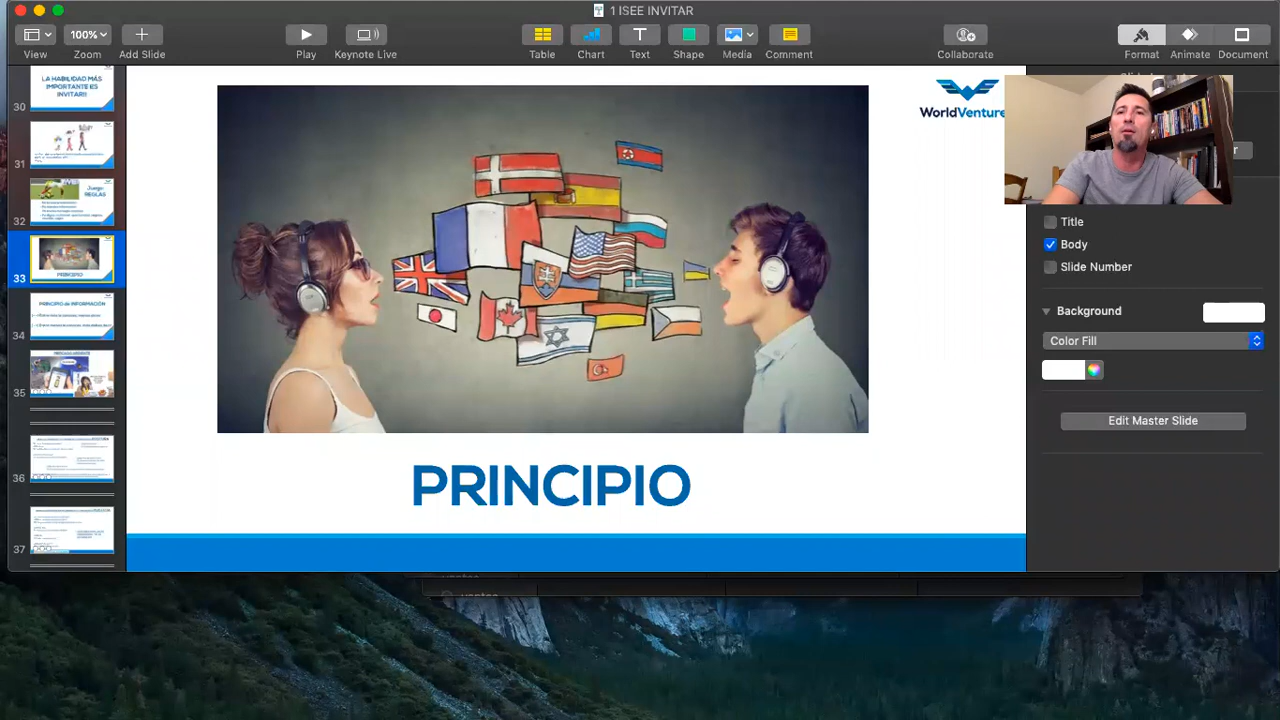 1 ISEE INVITAR
100%
View
Zoom
Add Slide
Play
Keynote Live
Table
Chart
Text
Shape
Media
Comment
Collaborate
Format
Animate
Document
30
LA HABILIDAD MÁS
IMPORTANTE ES
INVITAR!!
31
32
Juego:
REGLAS
33
PRINCIPIO
34
PRINCIPIO de INFORMACIÓN
35
36
37
WorldVenture
PRINCIPIO
Title
Body
Slide Number
Background
Color Fill
Edit Master Slide